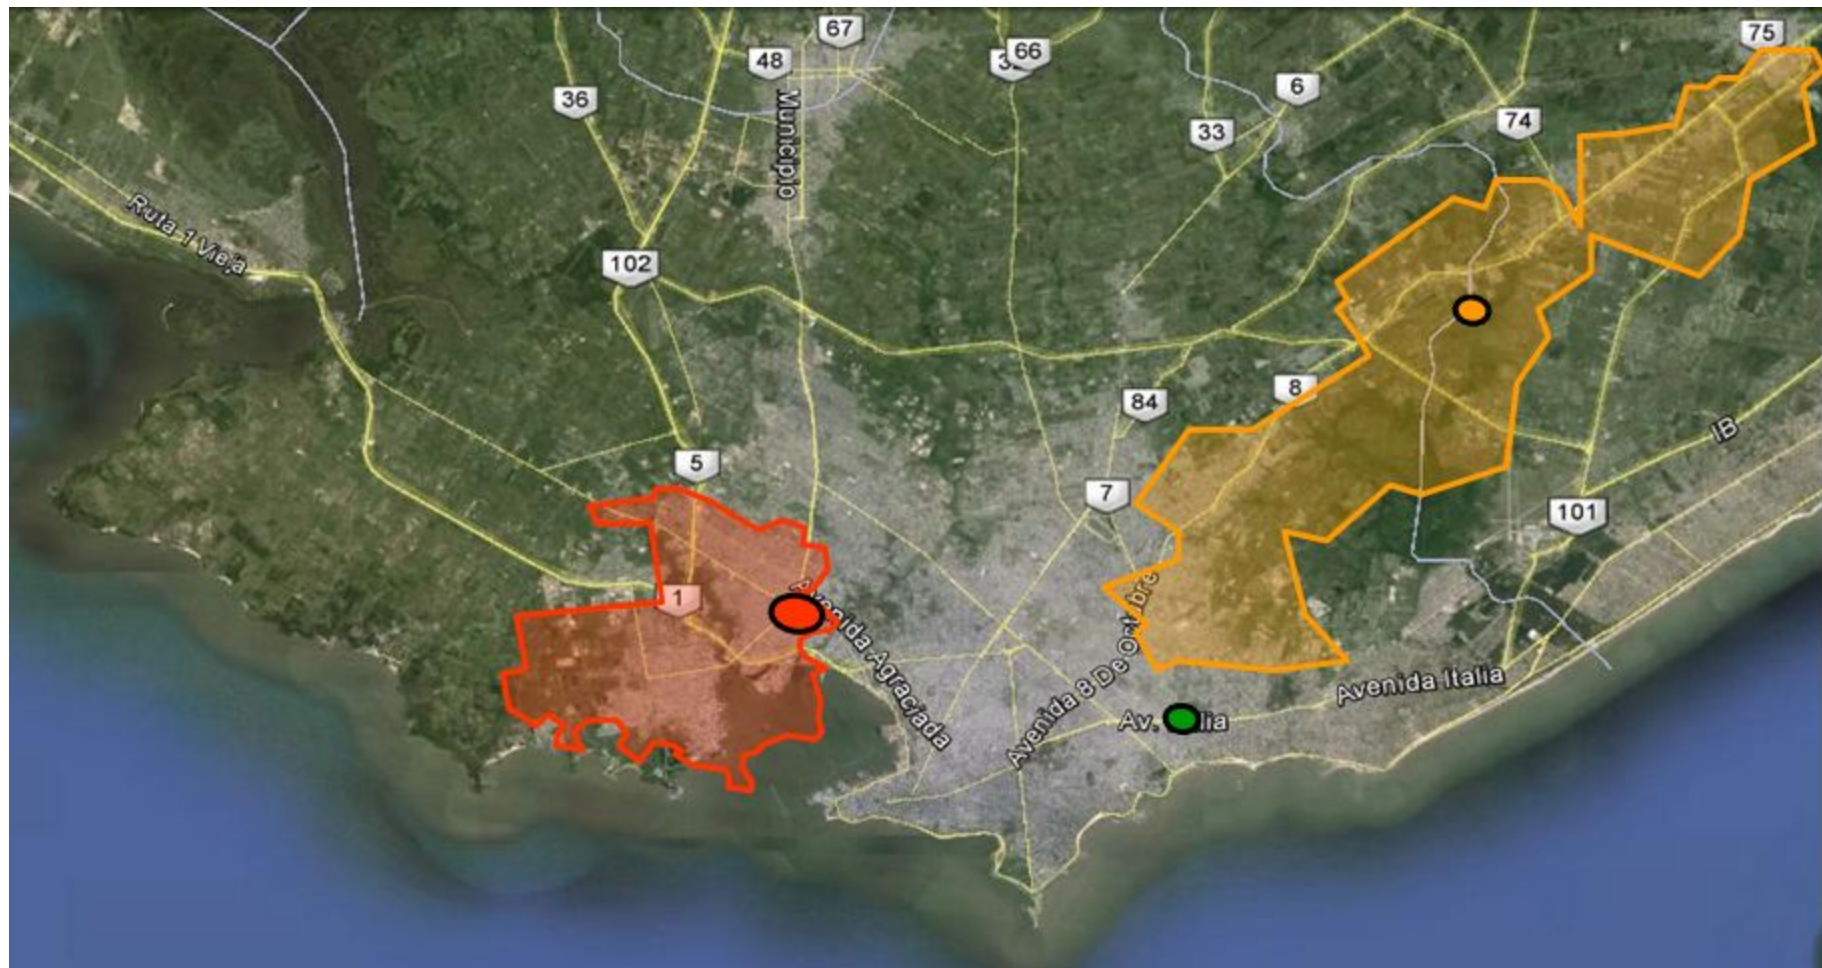 67
75
48
66
36
6
74
33
Municipio
Ruta 1 Vieja
102
8
84
IB
5
7
101
1
Avenida Agraciada
Avenida 8 De Octubre
Avenida Italia
Av.
lia